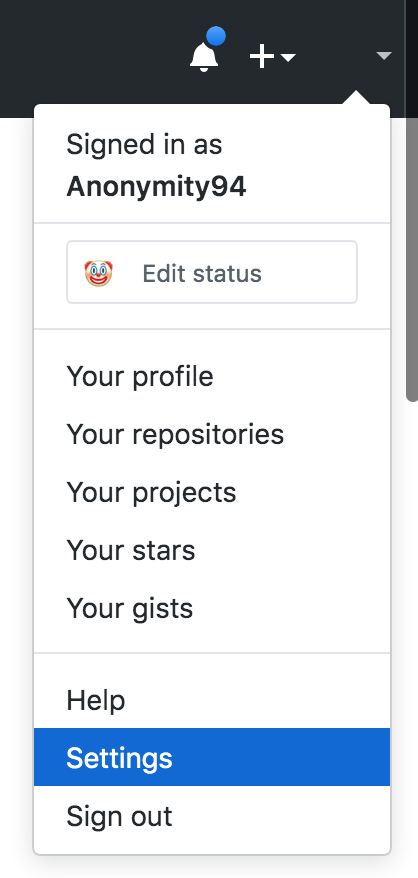 Signed in as
Anonymity94
Edit status
Your profile
Your repositories
Your projects
Your stars
Your gists
Help
Settings
Sign out